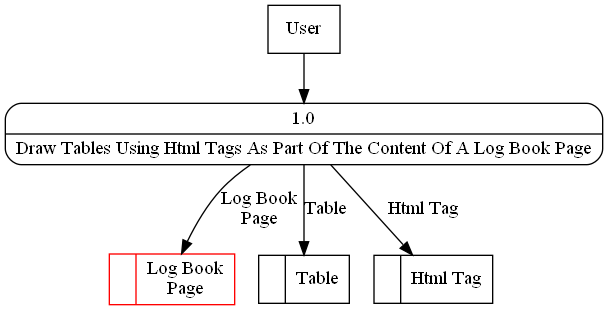 User
1.0
Draw Tables Using Html Tags As Part Of The Content Of A Log Book Page
Log Book
Page
Table
Html Tag
Log Book
Page
Table
Html Tag